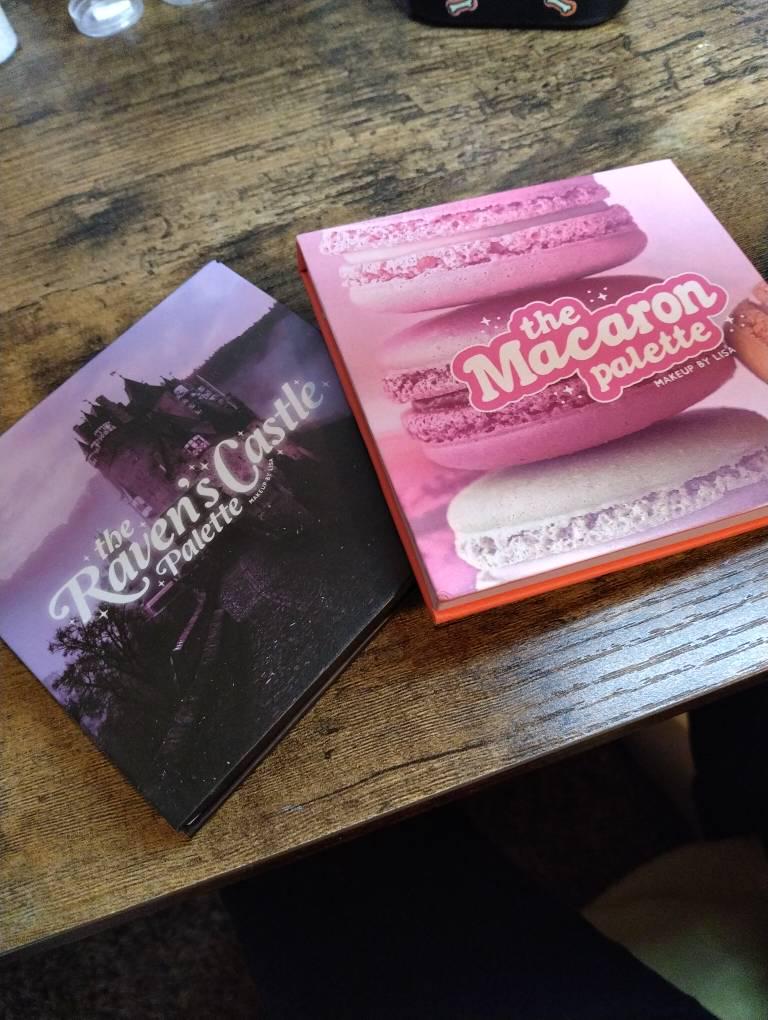 the
Raven's Castle
Palette
MAKEUP BY LISA
the
Macaron
palette
MAKEUP BY LISA